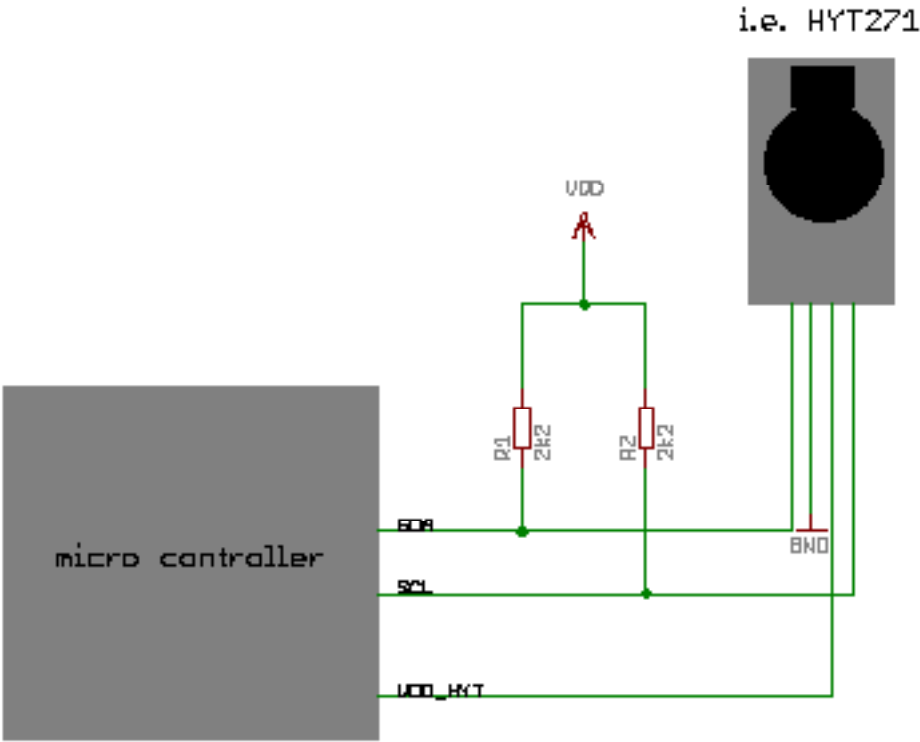 i.e. HYT271
VDD
R1
2k2
R2
2k2
SDA
GND
micro controller
SCL
VDD_HYT